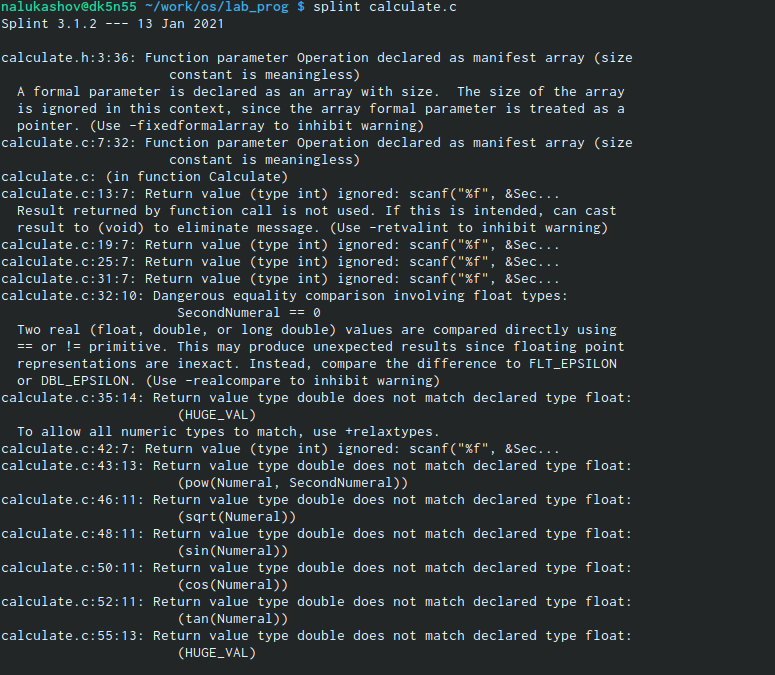 nalukashov@dk5n55 ~/work/os/lab_prog $ splint calculate.c
Splint 3.1.2 --- 13 Jan 2021

calculate.h:3:36: Function parameter Operation declared as manifest array (size
                     constant is meaningless)
  A formal parameter is declared as an array with size.  The size of the array
  is ignored in this context, since the array formal parameter is treated as a
  pointer. (Use -fixedformalarray to inhibit warning)
calculate.c:7:32: Function parameter Operation declared as manifest array (size
                     constant is meaningless)
calculate.c: (in function Calculate)
calculate.c:13:7: Return value (type int) ignored: scanf("%f", &Sec...
  Result returned by function call is not used. If this is intended, can cast
  result to (void) to eliminate message. (Use -retvalint to inhibit warning)
calculate.c:19:7: Return value (type int) ignored: scanf("%f", &Sec...
calculate.c:25:7: Return value (type int) ignored: scanf("%f", &Sec...
calculate.c:31:7: Return value (type int) ignored: scanf("%f", &Sec...
calculate.c:32:10: Dangerous equality comparison involving float types:
                      SecondNumeral == 0
  Two real (float, double, or long double) values are compared directly using
  == or != primitive. This may produce unexpected results since floating point
  representations are inexact. Instead, compare the difference to FLT_EPSILON
  or DBL_EPSILON. (Use -realcompare to inhibit warning)
calculate.c:35:14: Return value type double does not match declared type float:
                      (HUGE_VAL)
  To allow all numeric types to match, use +relaxtypes.
calculate.c:42:7: Return value (type int) ignored: scanf("%f", &Sec...
calculate.c:43:13: Return value type double does not match declared type float:
                      (pow(Numeral, SecondNumeral))
calculate.c:46:11: Return value type double does not match declared type float:
                      (sqrt(Numeral))
calculate.c:48:11: Return value type double does not match declared type float:
                      (sin(Numeral))
calculate.c:50:11: Return value type double does not match declared type float:
                      (cos(Numeral))
calculate.c:52:11: Return value type double does not match declared type float:
                      (tan(Numeral))
calculate.c:55:13: Return value type double does not match declared type float:
                      (HUGE_VAL)